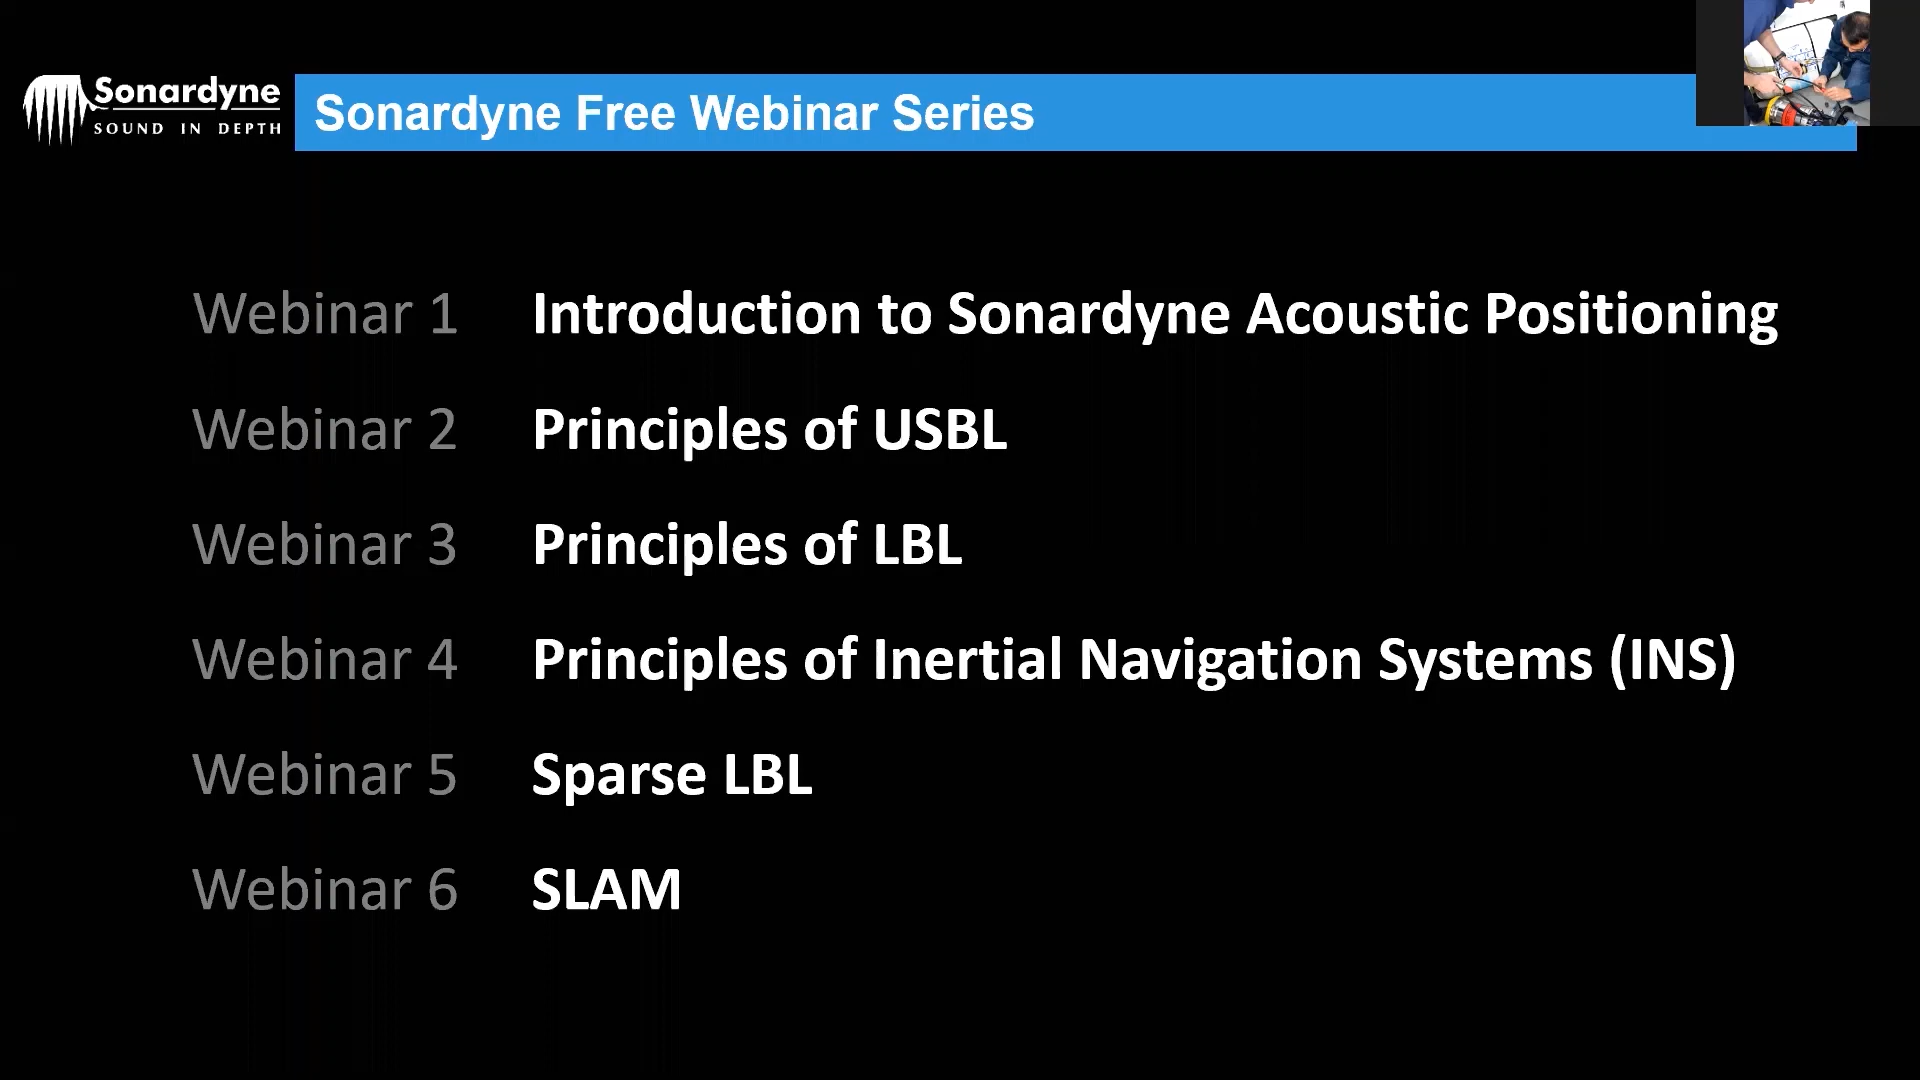 Sonardyne
SOUND IN DEPTH
Sonardyne Free Webinar Series
Webinar 1 Introduction to Sonardyne Acoustic Positioning
Webinar 2 Principles of USBL
Webinar 3 Principles of LBL
Webinar 4 Principles of Inertial Navigation Systems (INS)
Webinar 5 Sparse LBL
Webinar 6 SLAM